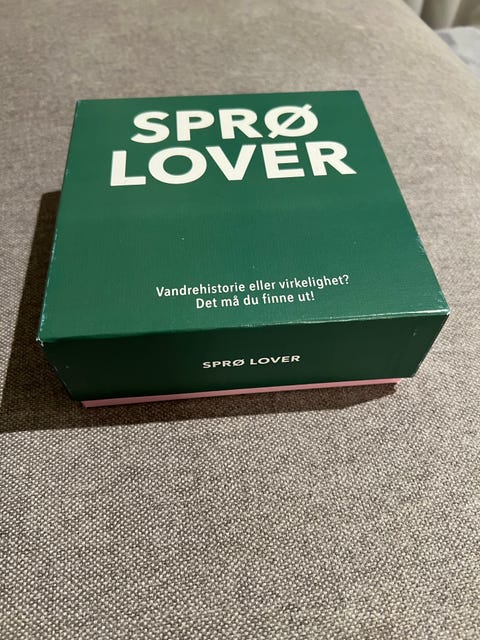 SPRØ
LOVER
Vandrehistorie eller virkelighet?
Det må du finne ut!
SPRØ LOVER